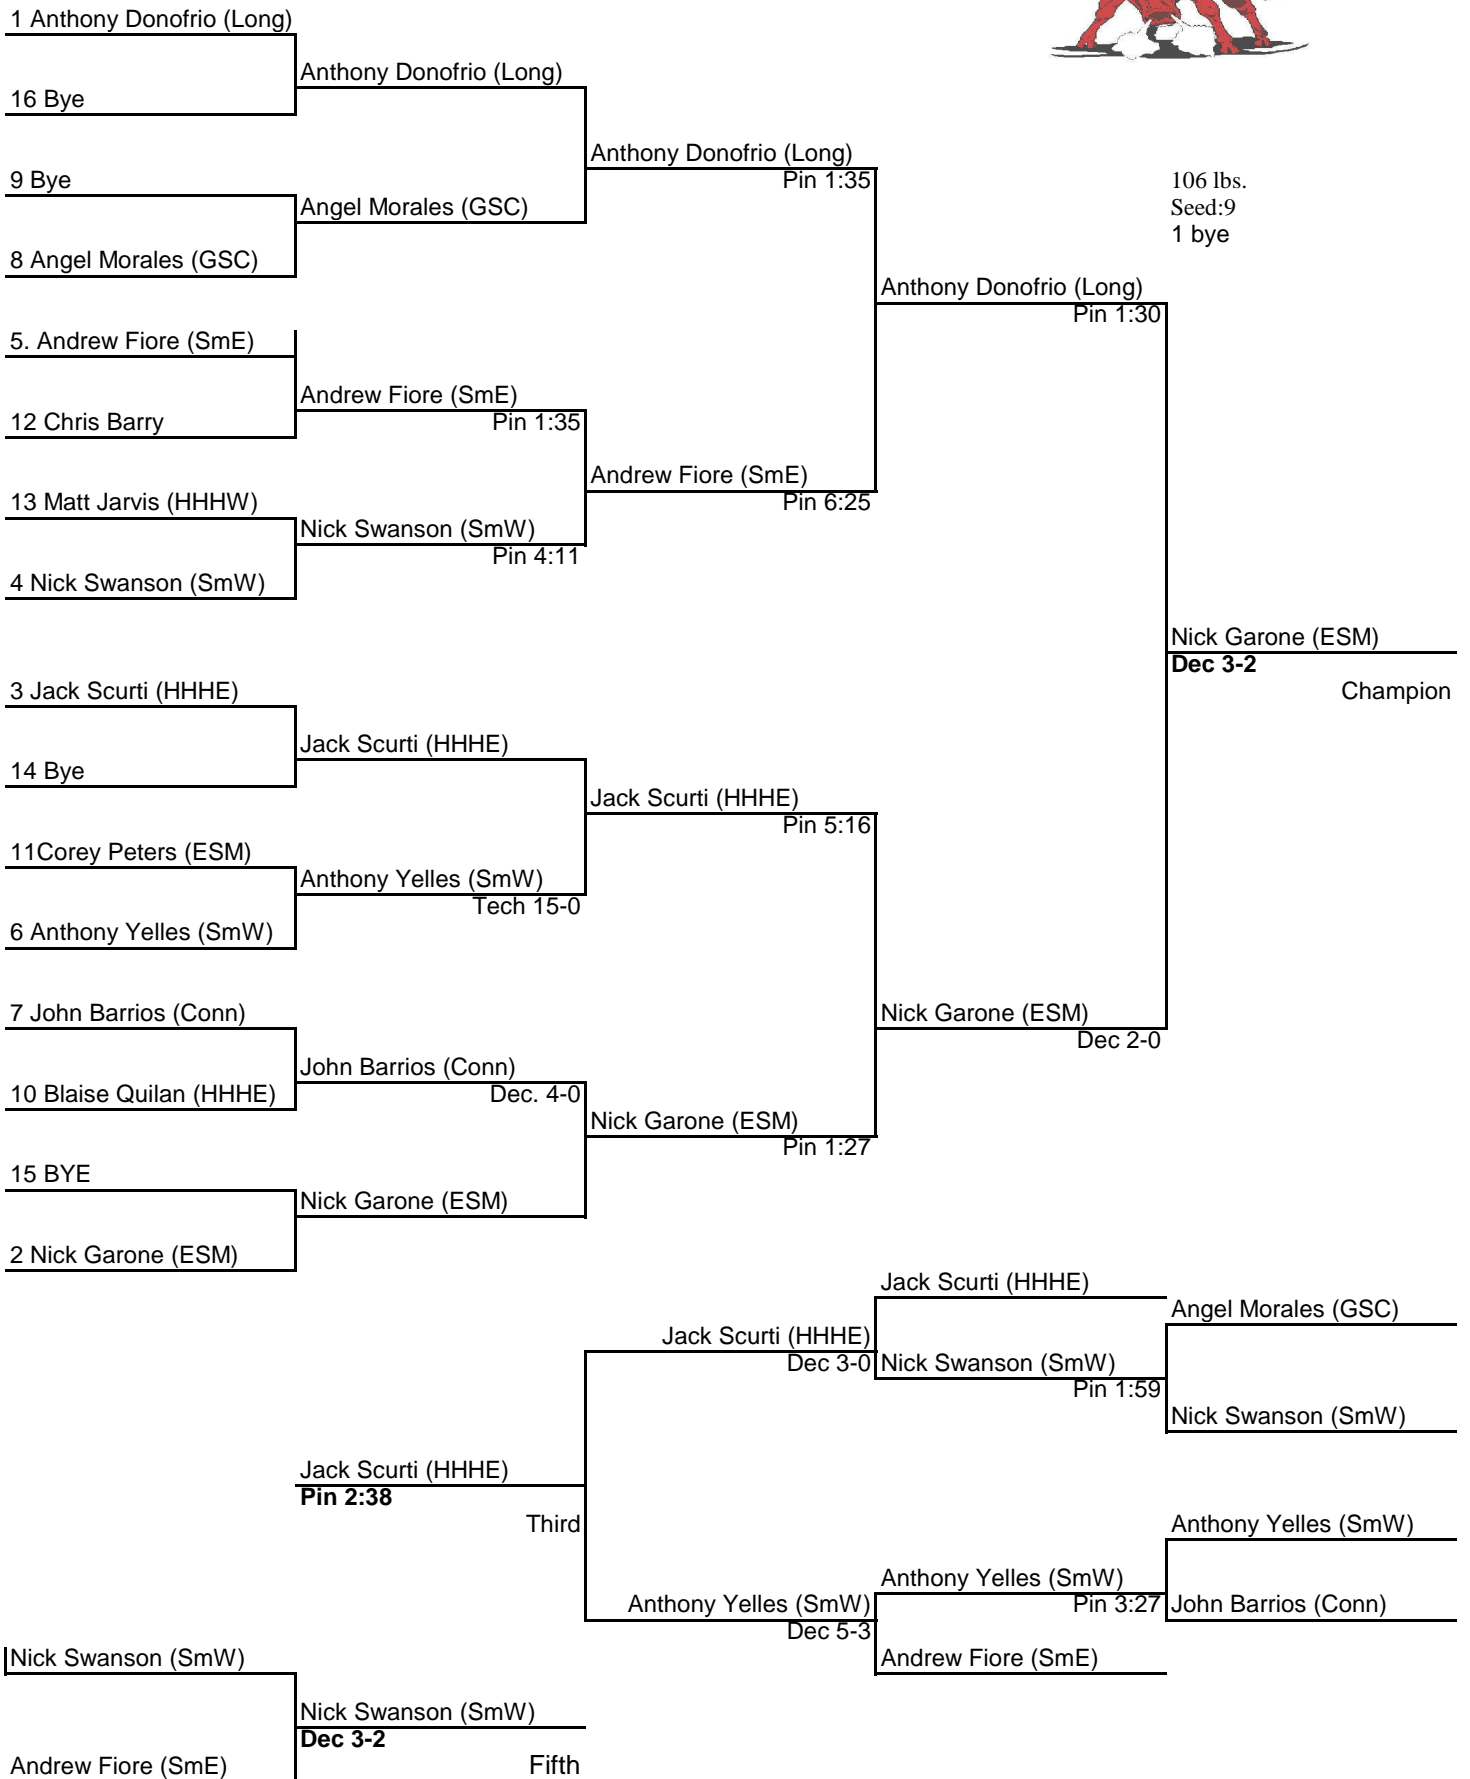 1 Anthony Donofrio (Long)
Anthony Donofrio (Long)
16 Bye
Anthony Donofrio (Long)
Pin 1:35
9 Bye
106 lbs.
Seed:9
1 bye
Angel Morales (GSC)
8 Angel Morales (GSC)
Anthony Donofrio (Long)
Pin 1:30
5. Andrew Fiore (SmE)
Andrew Fiore (SmE)
Pin 1:35
12 Chris Barry
Andrew Fiore (SmE)
Pin 6:25
13 Matt Jarvis (HHHW)
Nick Swanson (SmW)
Pin 4:11
4 Nick Swanson (SmW)
Nick Garone (ESM)
Dec 3-2
Champion
3 Jack Scurti (HHHE)
Jack Scurti (HHHE)
14 Bye
Jack Scurti (HHHE)
Pin 5:16
11Corey Peters (ESM)
Anthony Yelles (SmW)
Tech 15-0
6 Anthony Yelles (SmW)
7 John Barrios (Conn)
Nick Garone (ESM)
Dec 2-0
John Barrios (Conn)
Dec. 4-0
10 Blaise Quilan (HHHE)
Nick Garone (ESM)
Pin 1:27
15 BYE
Nick Garone (ESM)
2 Nick Garone (ESM)
Jack Scurti (HHHE)
Angel Morales (GSC)
Jack Scurti (HHHE)
Dec 3-0
Nick Swanson (SmW)
Pin 1:59
Nick Swanson (SmW)
Jack Scurti (HHHE)
Pin 2:38
Third
Anthony Yelles (SmW)
Anthony Yelles (SmW)
Pin 3:27
John Barrios (Conn)
Anthony Yelles (SmW)
Dec 5-3
Andrew Fiore (SmE)
Nick Swanson (SmW)
Nick Swanson (SmW)
Dec 3-2
Fifth
Andrew Fiore (SmE)